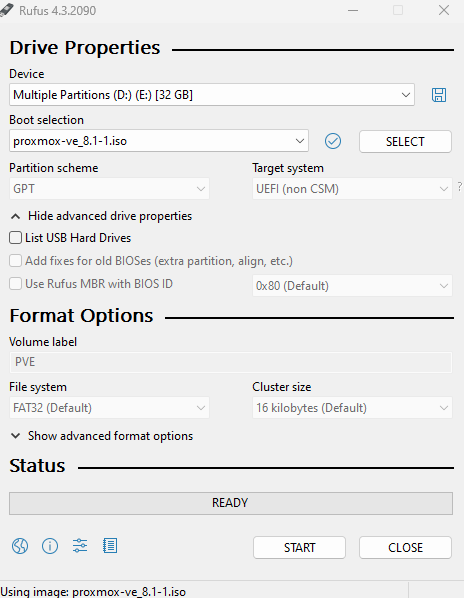 Rufus 4.3.2090
Drive Properties
Device
Multiple Partitions (D:) (E:) [32 GB]
Boot selection
proxmox-ve_8.1-1.iso
SELECT
Partition scheme
Target system
GPT
UEFI (non CSM)
?
Hide advanced drive properties
List USB Hard Drives
Add fixes for old BIOSes (extra partition, align, etc.)
Use Rufus MBR with BIOS ID
0x80 (Default)
Format Options
Volume label
PVE
File system
Cluster size
FAT32 (Default)
16 kilobytes (Default)
Show advanced format options
Status
READY
START
CLOSE
Using image: proxmox-ve_8.1-1.iso